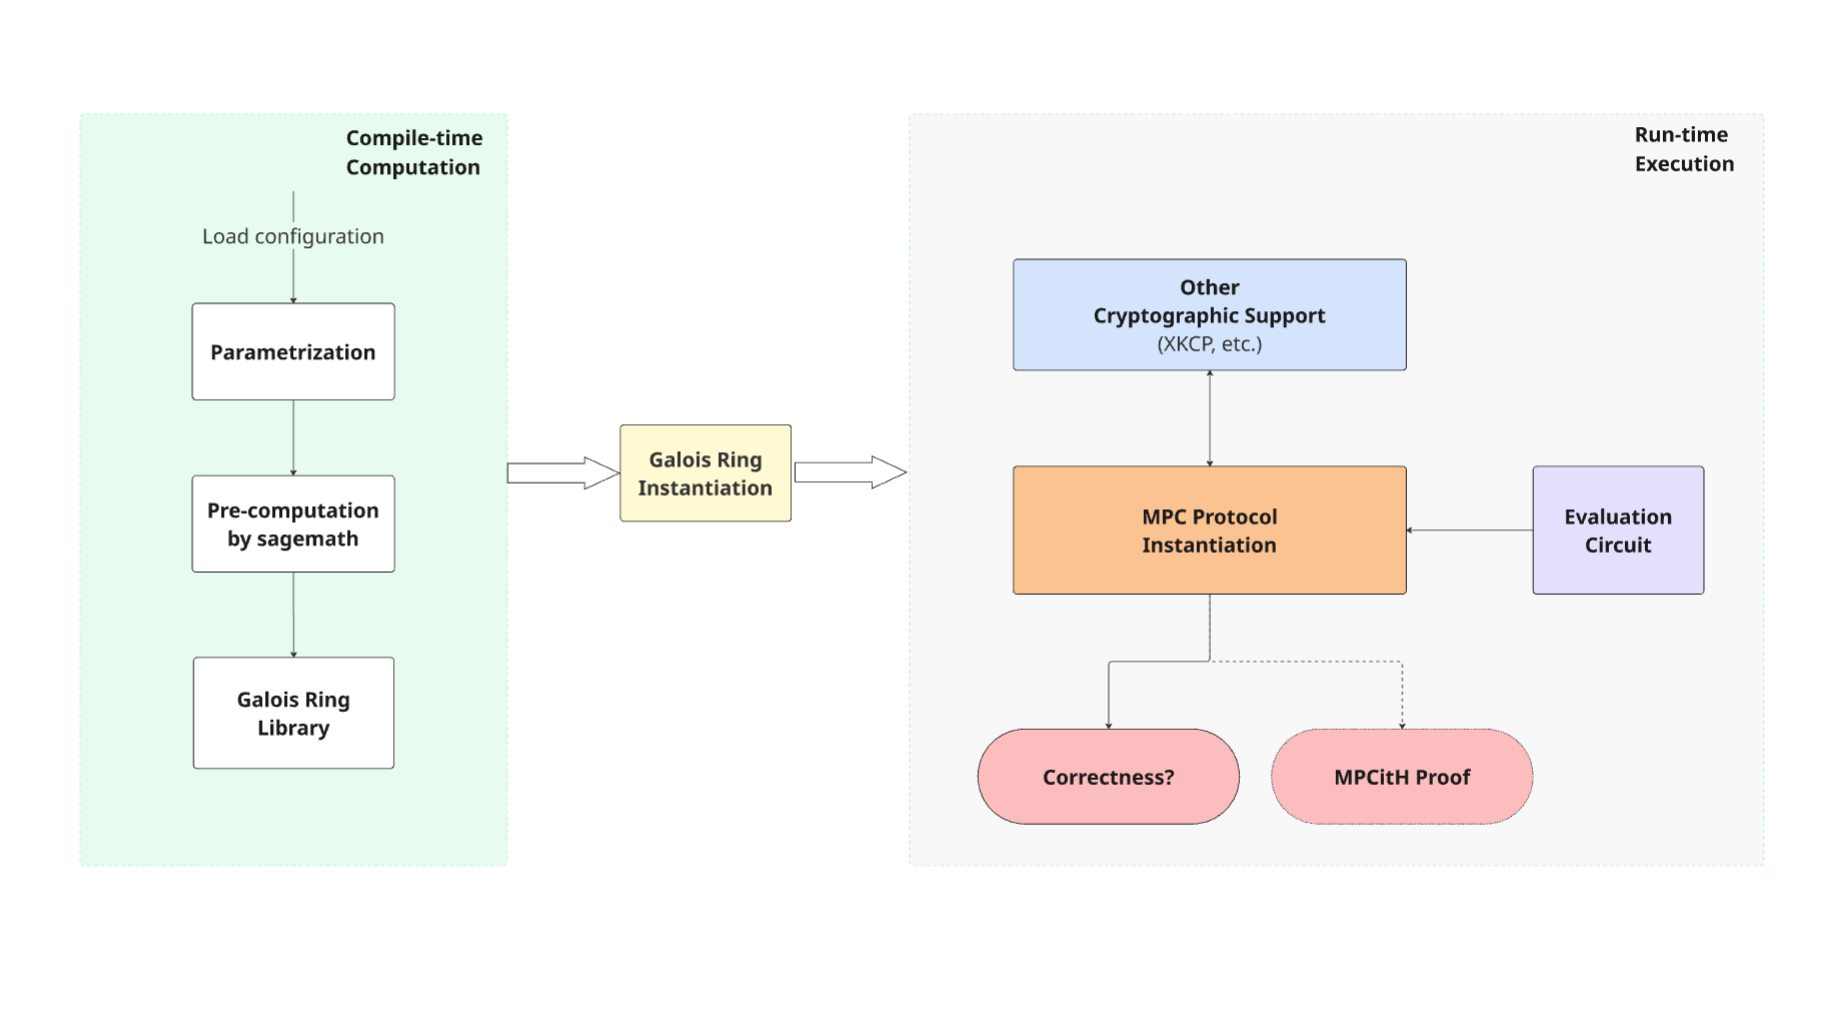 Compile-time
Computation
Load configuration
Parametrization
Pre-computation
by sagemath
Galois Ring
Library
Galois Ring
Instantiation
Run-time
Execution
Other
Cryptographic Support
(XKCP, etc.)
MPC Protocol
Instantiation
Evaluation
Circuit
Correctness?
MPCitH Proof